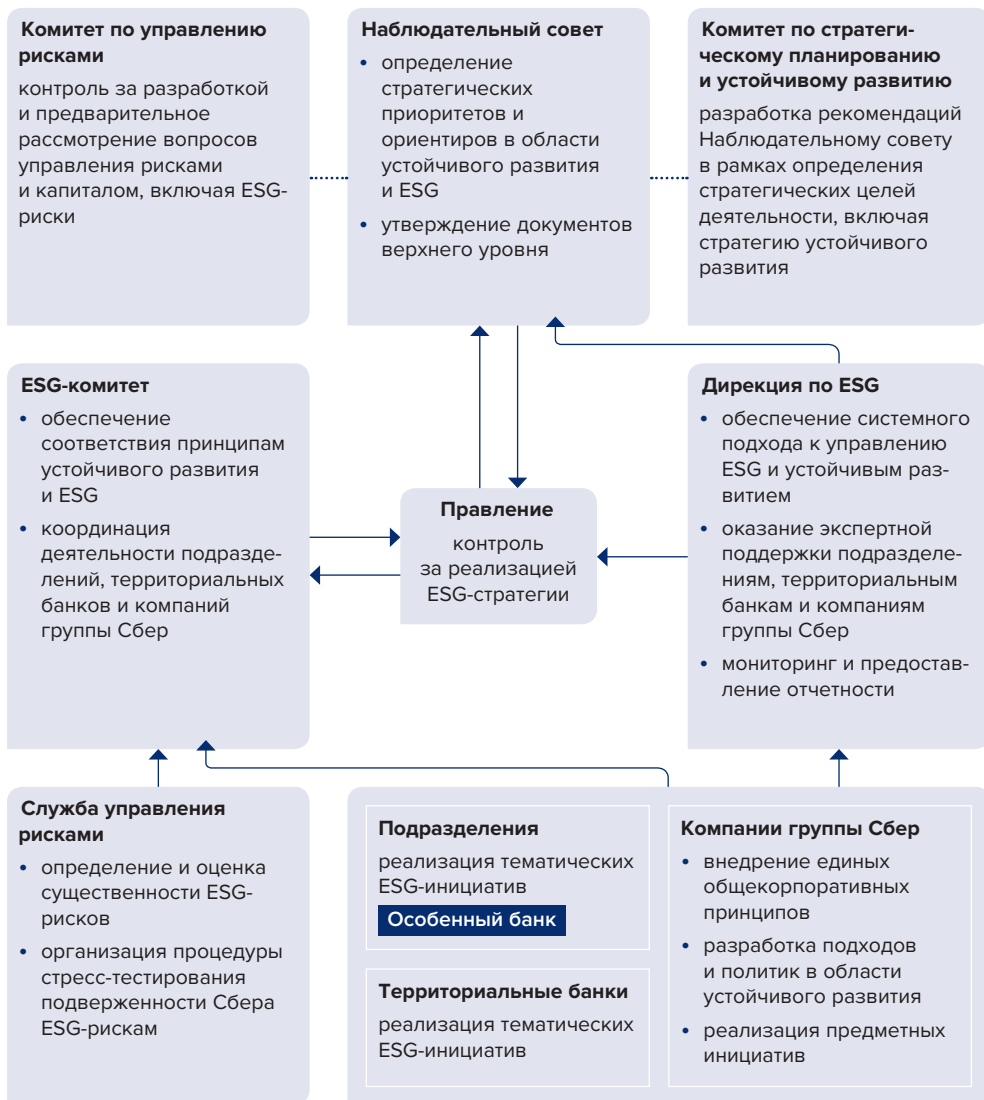 Комитет по управлению
рисками
контроль за разработкой
и предварительное
рассмотрение вопросов
управления рисками
и капиталом, включая ESG-
риски
Наблюдательный совет
• определение
стратегических
приоритетов и
ориентиров в области
устойчивого развития
и ESG
• утверждение документов
верхнего уровня
Комитет по стратеги-
ческому планированию
и устойчивому развитию
разработка рекомендаций
Наблюдательному совету
в рамках определения
стратегических целей
деятельности, включая
стратегию устойчивого
развития
ESG-комитет
• обеспечение
соответствия принципам
устойчивого развития
и ESG
• координация
деятельности подразде-
лений, территориальных
банков и компаний
группы Сбер
Правление
контроль
за реализацией
ESG-стратегии
Дирекция по ESG
• обеспечение системного
подхода к управлению
ESG и устойчивым раз-
витием
• оказание экспертной
поддержки подразделе-
ниям, территориальным
банкам и компаниям
группы Сбер
• мониторинг и предостав-
ление отчетности
Служба управления
рисками
• определение и оценка
существенности ESG-
рисков
• организация процедуры
стресс-тестирования
подверженности Сбера
ESG-рискам
Подразделения
реализация тематических
ESG-инициатив
Особенный банк
Территориальные банки
реализация тематических
ESG-инициатив
Компании группы Сбер
• внедрение единых
общекорпоративных
принципов
• разработка подходов
и политик в области
устойчивого развития
• реализация предметных
инициатив